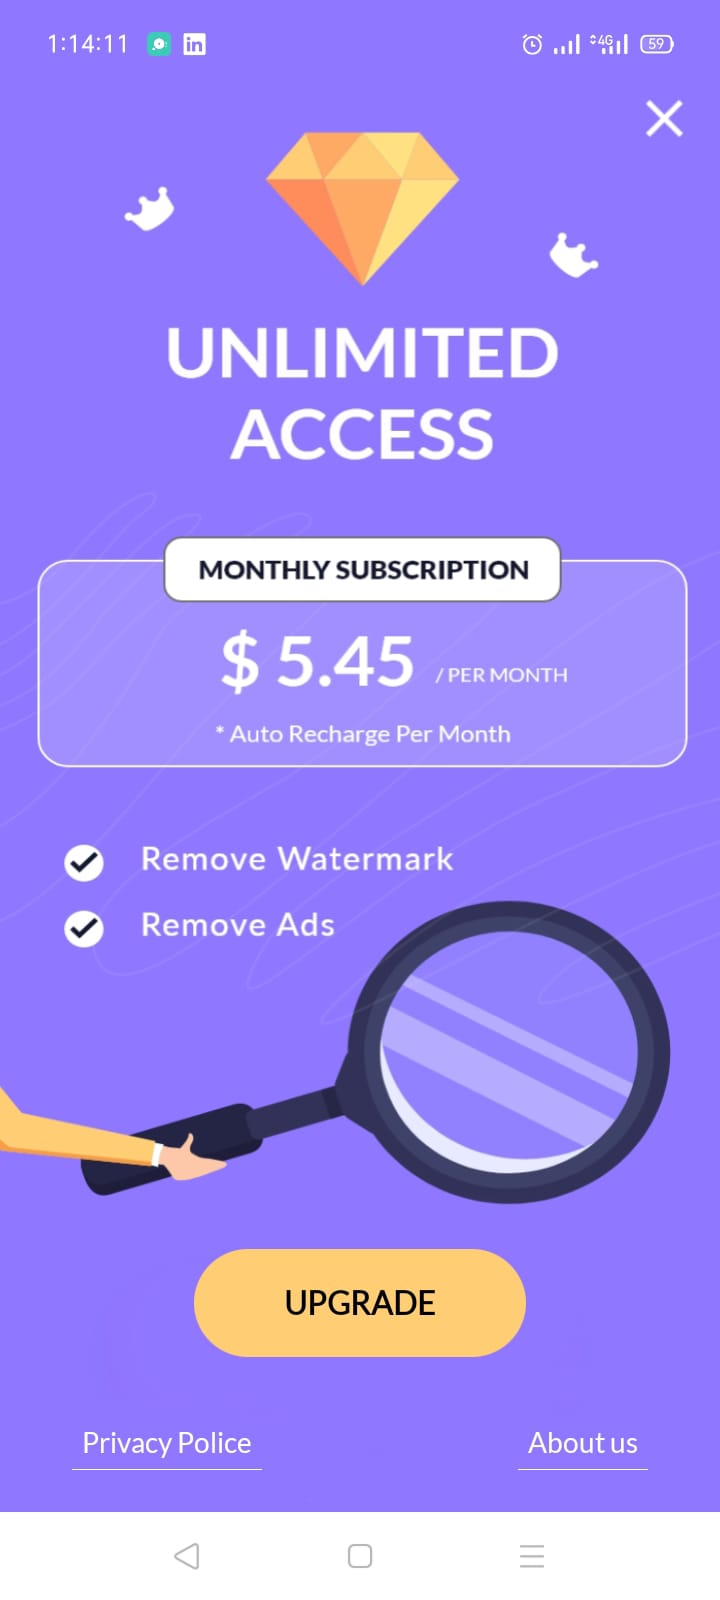 1:14:11
in
4G
59
UNLIMITED
ACCESS
MONTHLY SUBSCRIPTION
$ 5.45 / PER MONTH
* Auto Recharge Per Month
Remove Watermark
Remove Ads
UPGRADE
Privacy Police
About us